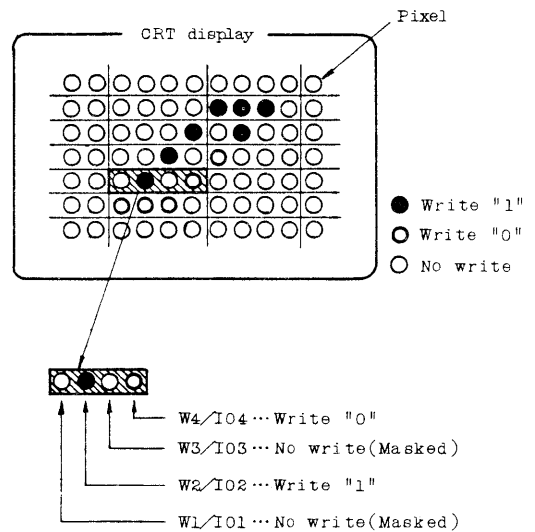 Pixel
CRT display
Write "1"
Write "0"
No write
W4/IO4…Write "0"
W3/IO3…No write(Masked)
W2/IO2…Write "1"
W1/IO1…No write(Masked)